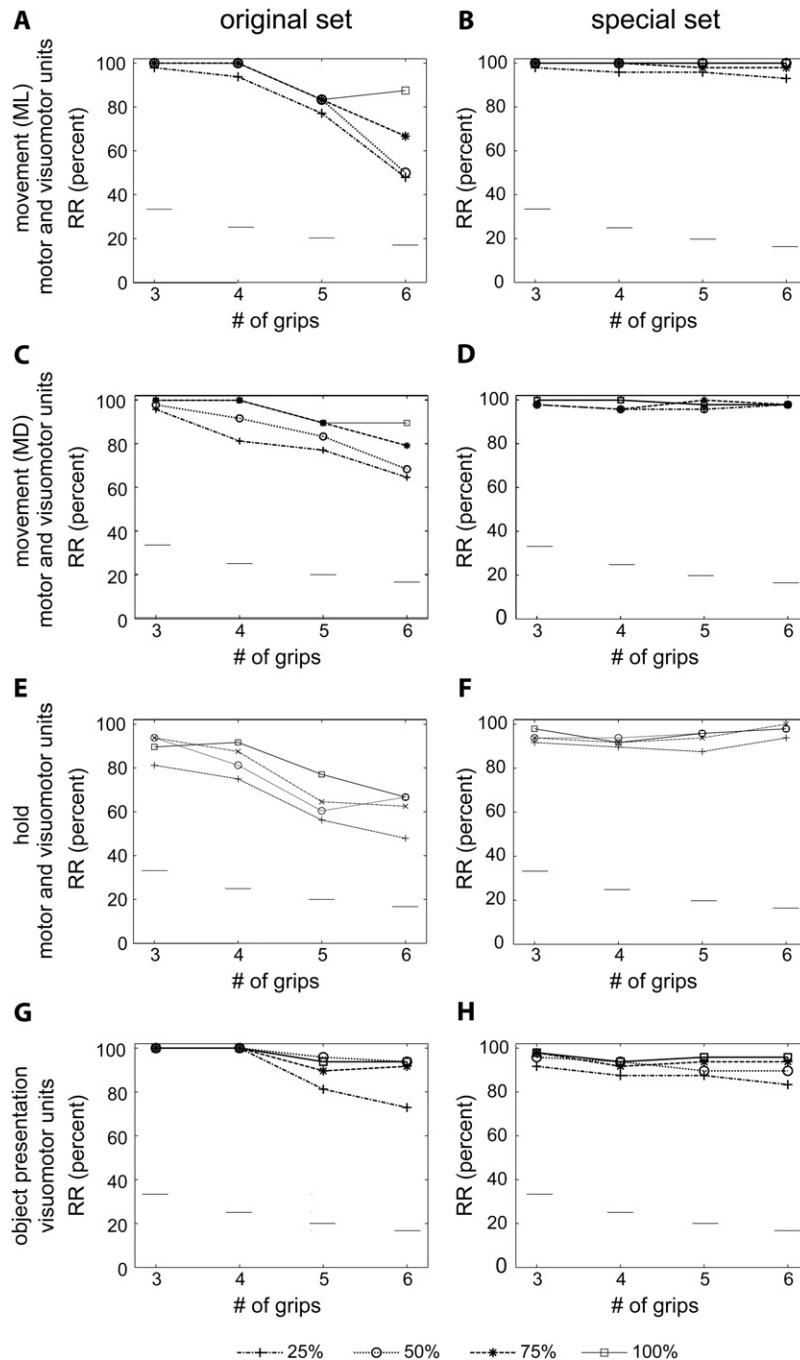 original set
special set
A
B
movement (ML)
motor and visuomotor units
RR (percent)
100
80
60
40
20
0
3 4 5 6
# of grips
RR (percent)
100
80
60
40
20
0
3 4 5 6
# of grips
C
D
movement (MD)
motor and visuomotor units
RR (percent)
100
80
60
40
20
0
3 4 5 6
# of grips
RR (percent)
100
80
60
40
20
0
3 4 5 6
# of grips
E
F
hold
motor and visuomotor units
RR (percent)
100
80
60
40
20
0
3 4 5 6
# of grips
RR (percent)
100
80
60
40
20
0
3 4 5 6
# of grips
G
H
object presentation
visuomotor units
RR (percent)
100
80
60
40
20
0
3 4 5 6
# of grips
RR (percent)
100
80
60
40
20
0
3 4 5 6
# of grips
25% 50% 75% 100%